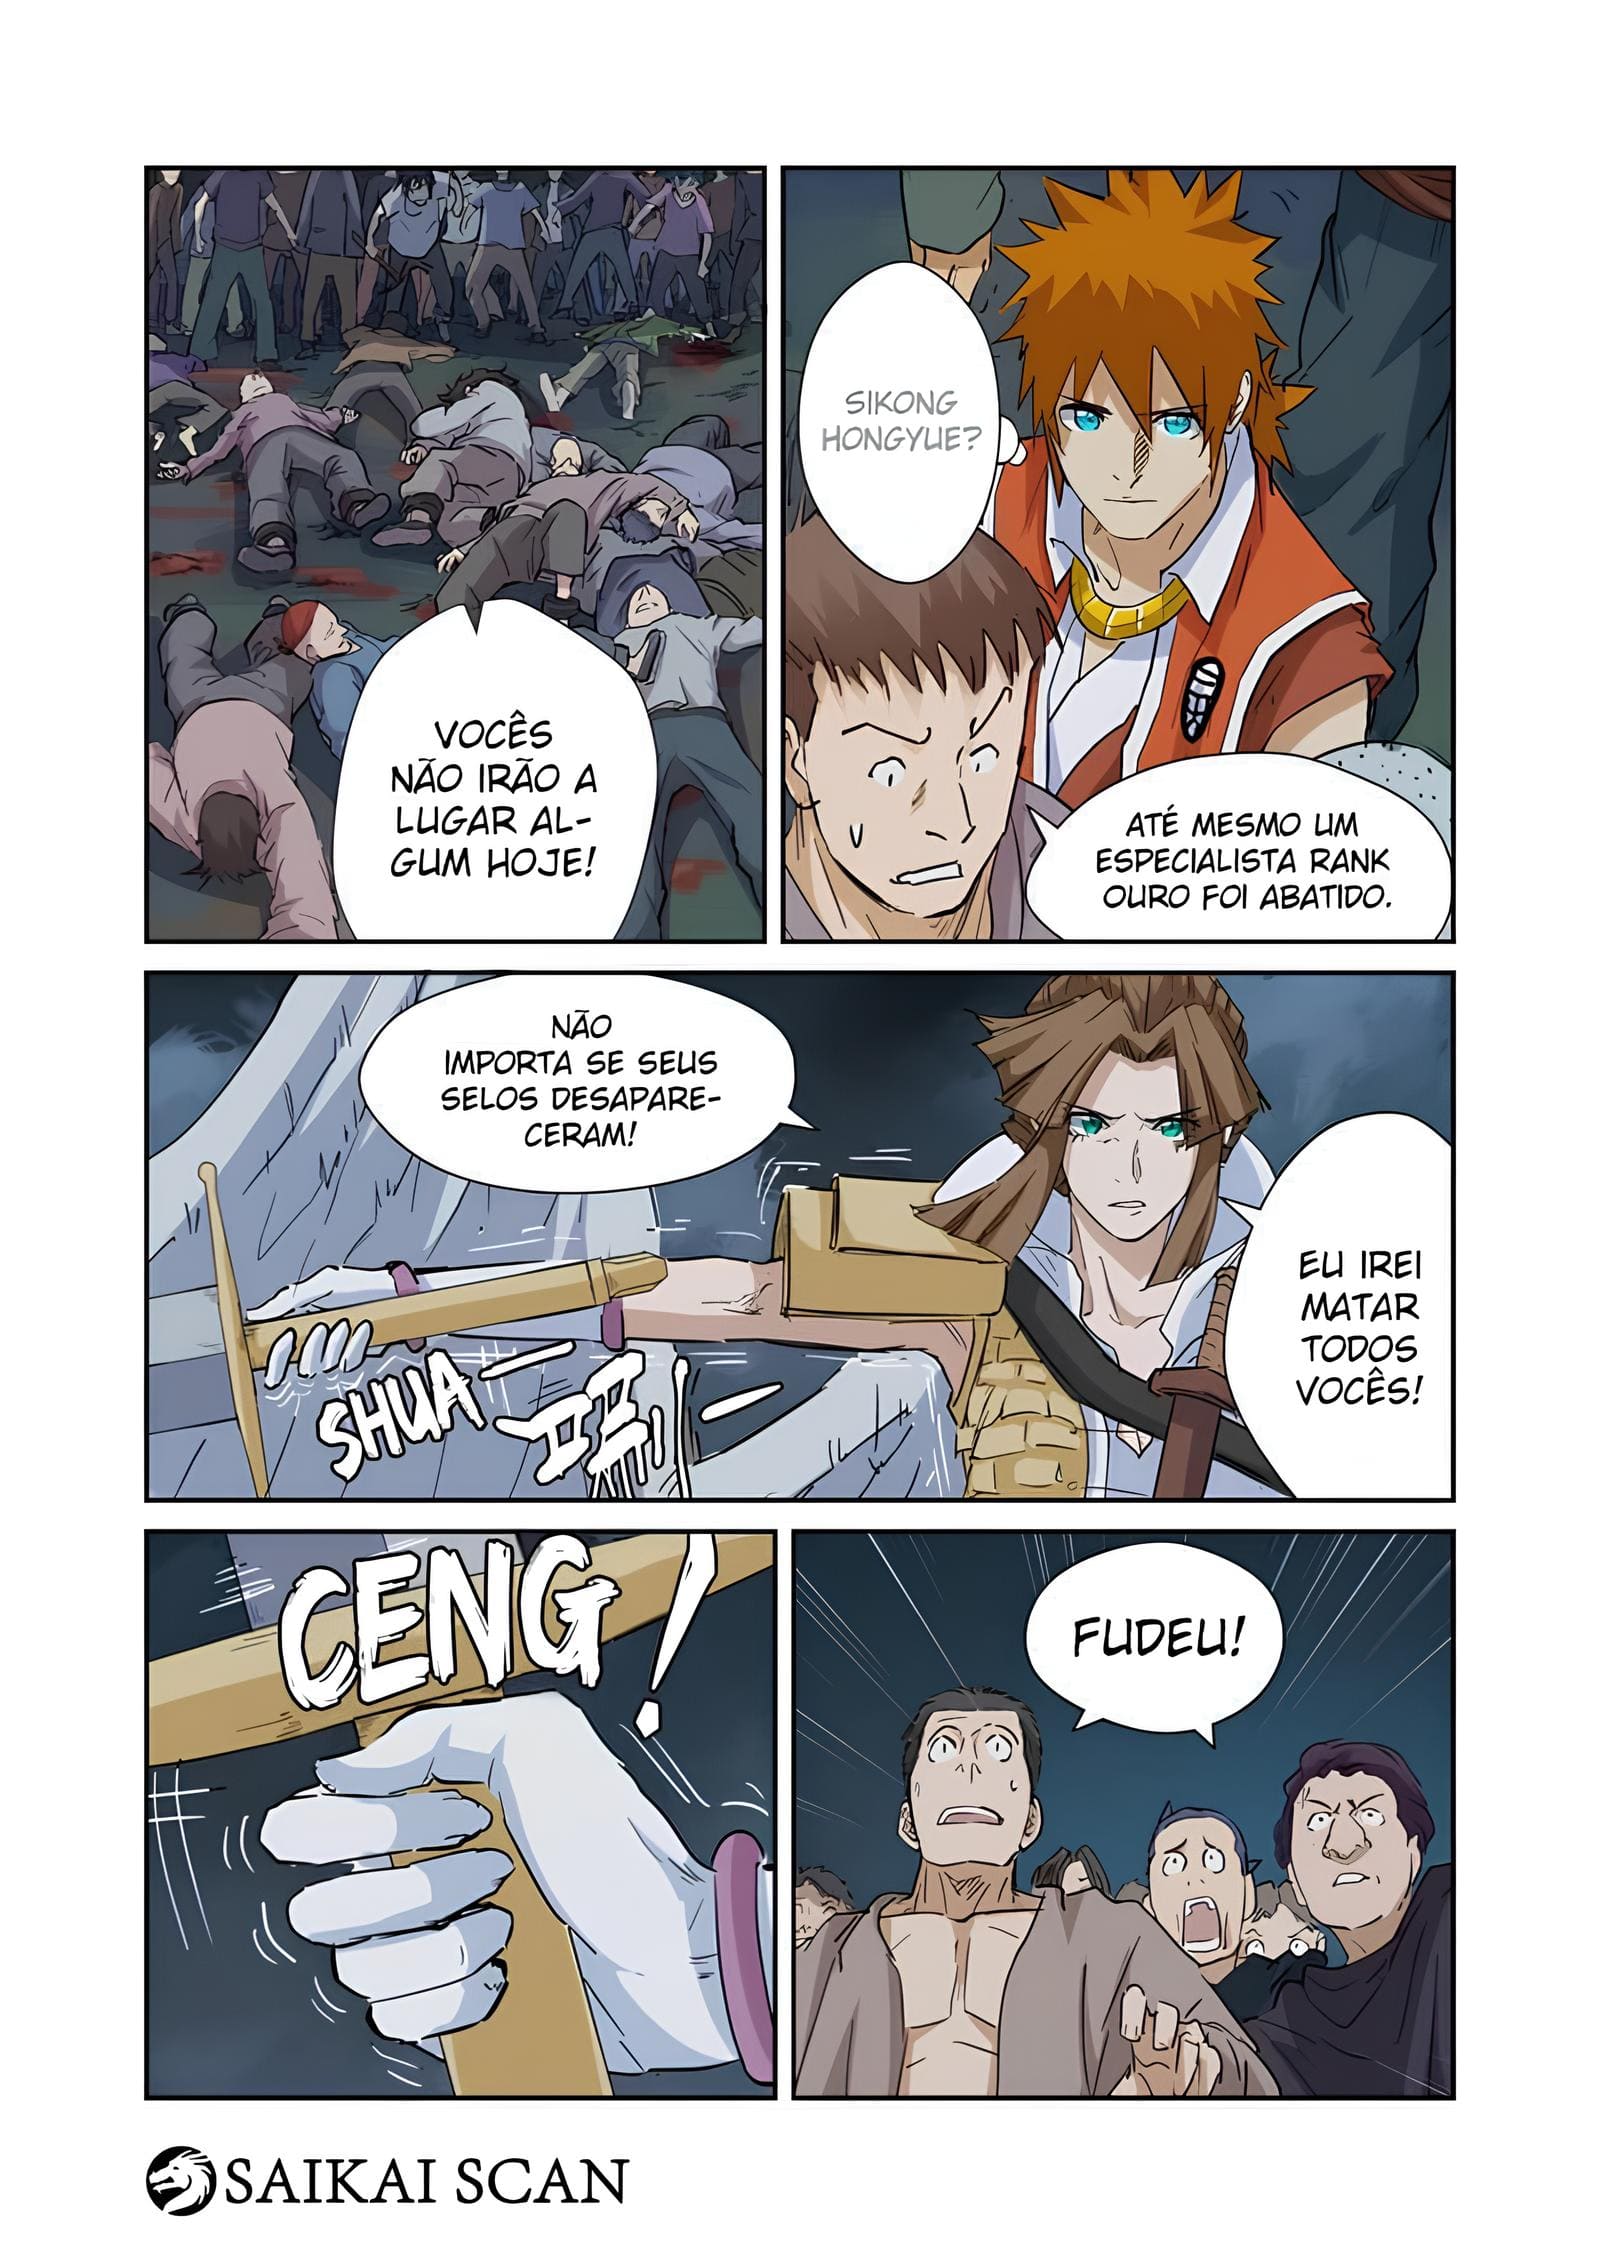 VOCÊS
NÃO IRÃO A
LUGAR AL-
GUM HOJE!
SIKONG
HONGYUE?
ATÉ MESMO UM
ESPECIALISTA RANK
OURO FOI ABATIDO.
NÃO
IMPORTA SE SEUS
SELOS DESAPARE-
CERAM!
EU IREI
MATAR
TODOS
VOCÊS!
SHUA
CENG!
FUDEU!
SAIKAI SCAN